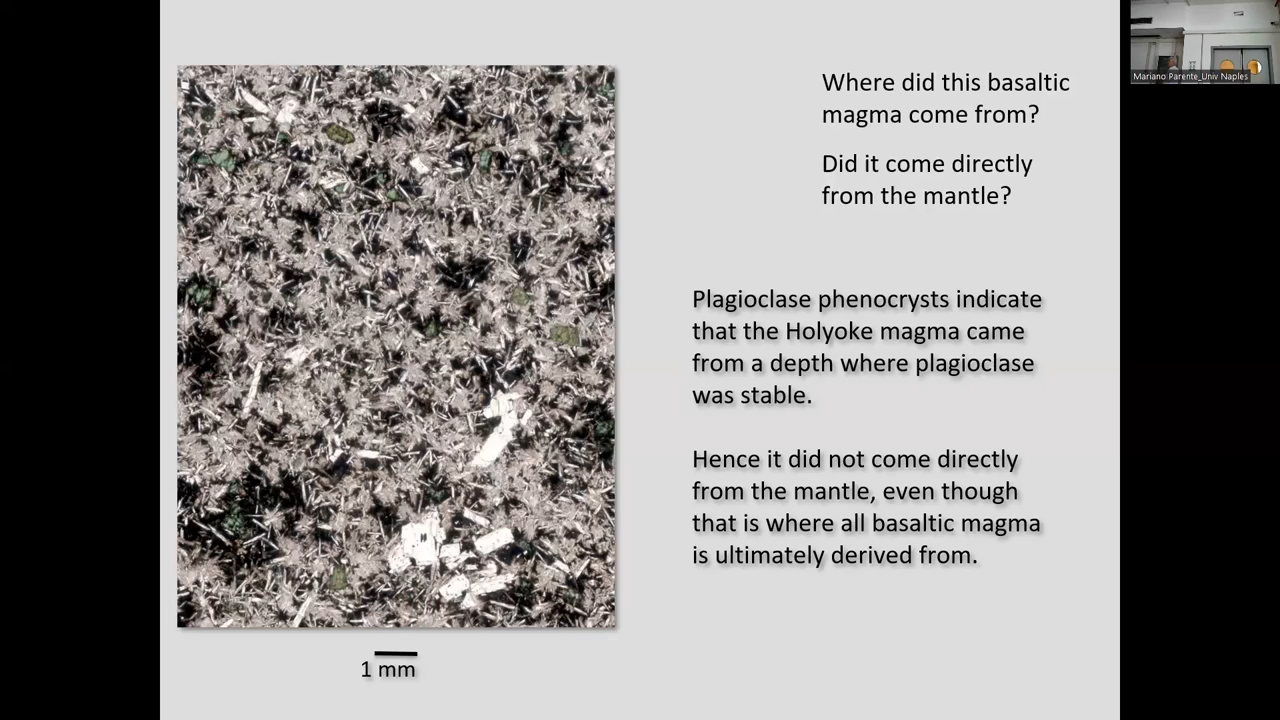 Where did this basaltic
magma come from?
Did it come directly
from the mantle?
Plagioclase phenocrysts indicate
that the Holyoke magma came
from a depth where plagioclase
was stable.
Hence it did not come directly
from the mantle, even though
that is where all basaltic magma
is ultimately derived from.
1 mm
Mariano Parente_Univ Naples